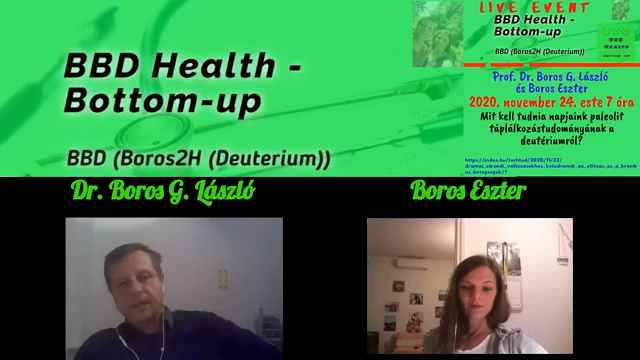 BBD Health -
Bottom-up
BBD (Boros2H (Deuterium))
LIVE EVENT
BBD Health -
Bottom-up
BBD (Boros2H (Deuterium))
Prof. Dr. Boros G. László
és Boros Eszter
2020. november 24. este 7 óra
Mit kell tudnia napjaink paleolit
táplálkozástudományának a
deutériumról?
Dr. Boros G. László
Boros Eszter